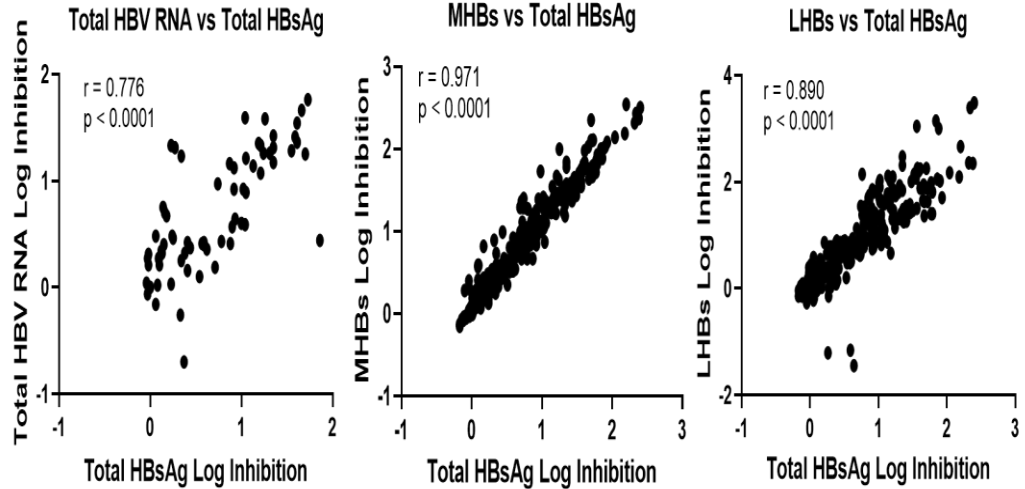 Total HBV RNA vs Total HBsAg
r = 0.776
p < 0.0001
Total HBV RNA Log Inhibition
2
1
0
-1
-1
0
1
2
Total HBsAg Log Inhibition
MHBs vs Total HBsAg
r = 0.971
p < 0.0001
MHBs Log Inhibition
3
2
1
0
-1
-1
0
1
2
3
Total HBsAg Log Inhibition
LHBs vs Total HBsAg
r = 0.890
p < 0.0001
LHBs Log Inhibition
4
2
0
-2
-1
0
1
2
3
Total HBsAg Log Inhibition